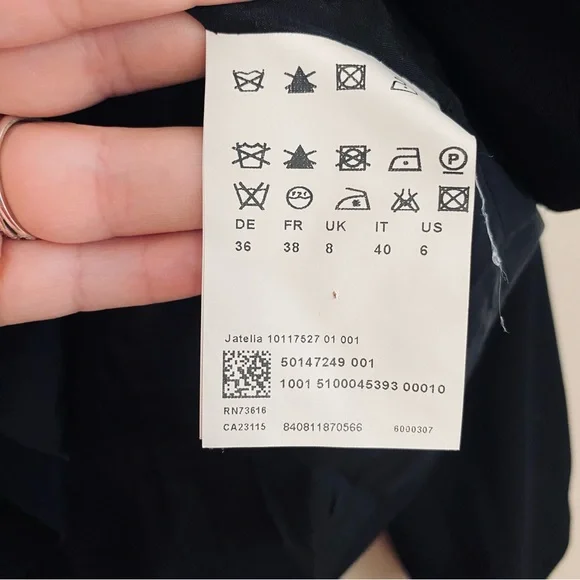 P
DE FR UK IT US
36 38 8 40 6
Jatelia 10117527 01 001
50147249 001
1001 5100045393 00010
RN73616
CA23115 840811870566 6000307